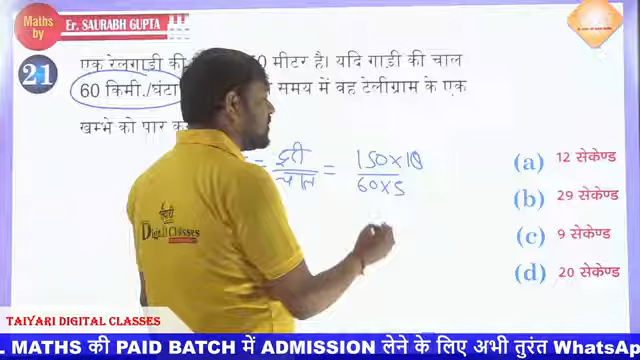 Maths by
Er. SAURABH GUPTA
21
एक रेलगाड़ी की 0 मीटर है। यदि गाड़ी की चाल
60 किमी./घंटा समय में वह टेलीग्राम के एक
खम्भे को पार
= दूरी/चाल = 150×18/60×5
(a) 12 सेकेण्ड
(b) 29 सेकेण्ड
(c) 9 सेकेण्ड
(d) 20 सेकेण्ड
Digital Classes
TAIYARI DIGITAL CLASSES
. MATHS की PAID BATCH में ADMISSION लेने के लिए अभी तुरंत WhatsAp